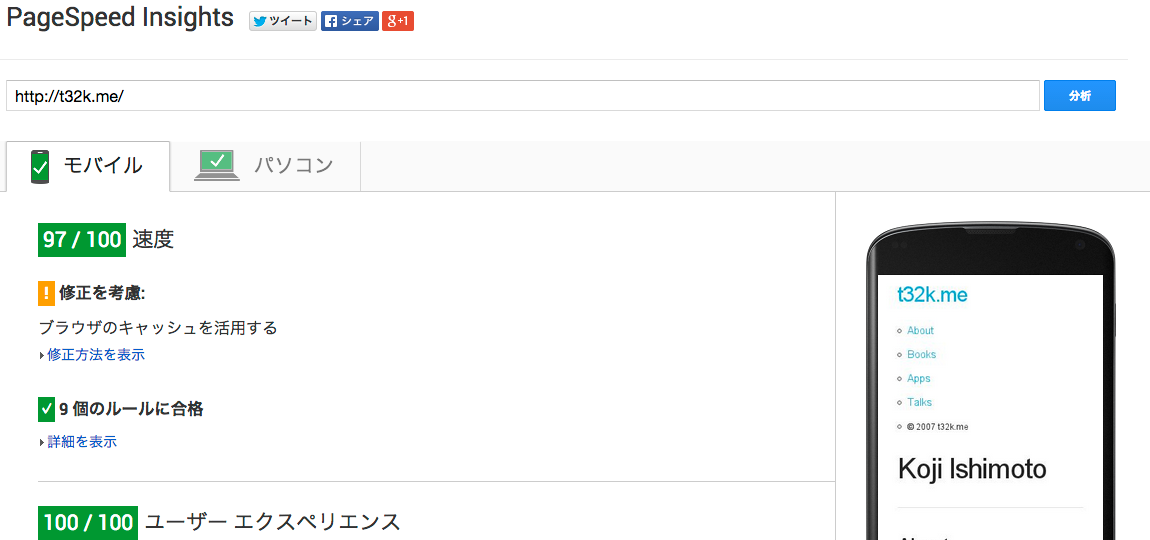 PageSpeed Insights ツイート シェア g+1
http://t32k.me/ 分析
モバイル パソコン
97 / 100 速度
! 修正を考慮:
ブラウザのキャッシュを活用する
修正方法を表示
9 個のルールに合格
詳細を表示
100 / 100 ユーザー エクスペリエンス
t32k.me
About
Books
Apps
Talks
© 2007 t32k.me
Koji Ishimoto